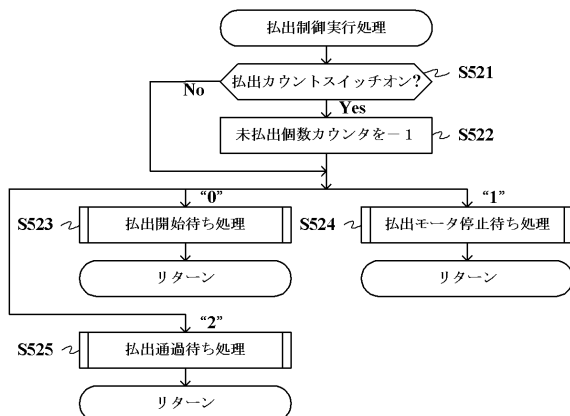 払出制御実行処理
払出カウントスイッチオン?
S521
No
Yes
未払出個数カウンタを－１
S522
“0”
“1”
S523
払出開始待ち処理
S524
払出モータ停止待ち処理
リターン
リターン
“2”
S525
払出通過待ち処理
リターン